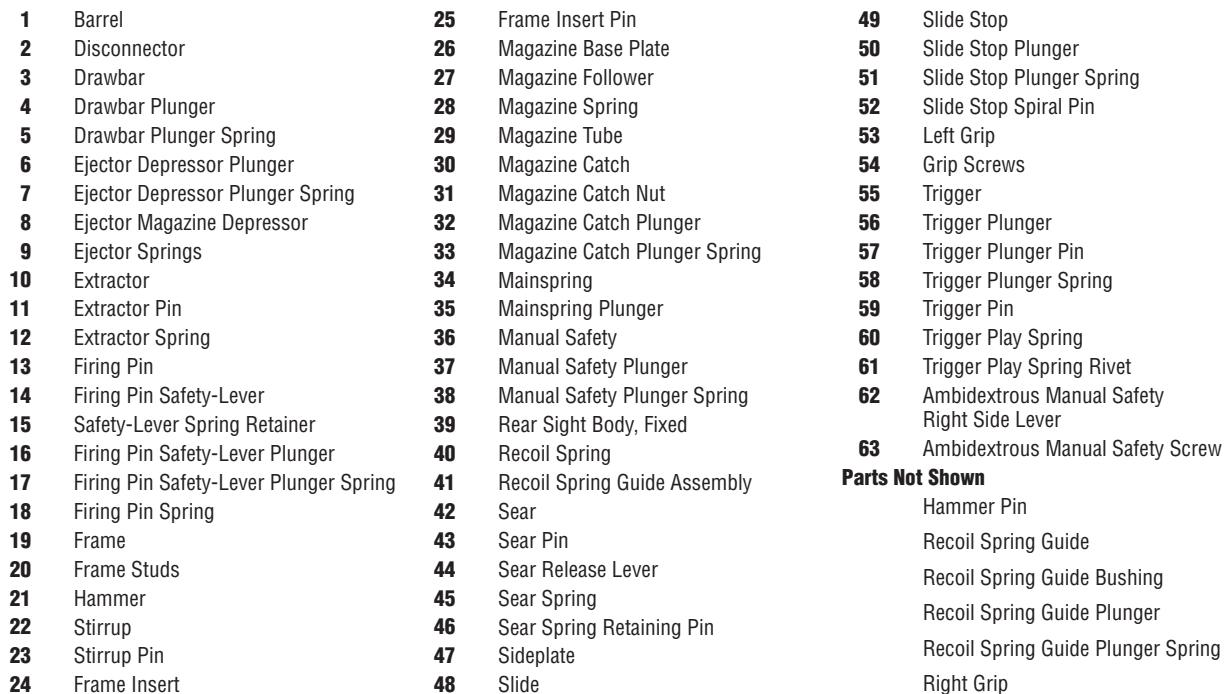 1 Barrel
2 Disconnector
3 Drawbar
4 Drawbar Plunger
5 Drawbar Plunger Spring
6 Ejector Depressor Plunger
7 Ejector Depressor Plunger Spring
8 Ejector Magazine Depressor
9 Ejector Springs
10 Extractor
11 Extractor Pin
12 Extractor Spring
13 Firing Pin
14 Firing Pin Safety-Lever
15 Safety-Lever Spring Retainer
16 Firing Pin Safety-Lever Plunger
17 Firing Pin Safety-Lever Plunger Spring
18 Firing Pin Spring
19 Frame
20 Frame Studs
21 Hammer
22 Stirrup
23 Stirrup Pin
24 Frame Insert
25 Frame Insert Pin
26 Magazine Base Plate
27 Magazine Follower
28 Magazine Spring
29 Magazine Tube
30 Magazine Catch
31 Magazine Catch Nut
32 Magazine Catch Plunger
33 Magazine Catch Plunger Spring
34 Mainspring
35 Mainspring Plunger
36 Manual Safety
37 Manual Safety Plunger
38 Manual Safety Plunger Spring
39 Rear Sight Body, Fixed
40 Recoil Spring
41 Recoil Spring Guide Assembly
42 Sear
43 Sear Pin
44 Sear Release Lever
45 Sear Spring
46 Sear Spring Retaining Pin
47 Sideplate
48 Slide
49 Slide Stop
50 Slide Stop Plunger
51 Slide Stop Plunger Spring
52 Slide Stop Spiral Pin
53 Left Grip
54 Grip Screws
55 Trigger
56 Trigger Plunger
57 Trigger Plunger Pin
58 Trigger Plunger Spring
59 Trigger Pin
60 Trigger Play Spring
61 Trigger Play Spring Rivet
62 Ambidextrous Manual Safety
Right Side Lever
63 Ambidextrous Manual Safety Screw
Parts Not Shown
Hammer Pin
Recoil Spring Guide
Recoil Spring Guide Bushing
Recoil Spring Guide Plunger
Recoil Spring Guide Plunger Spring
Right Grip